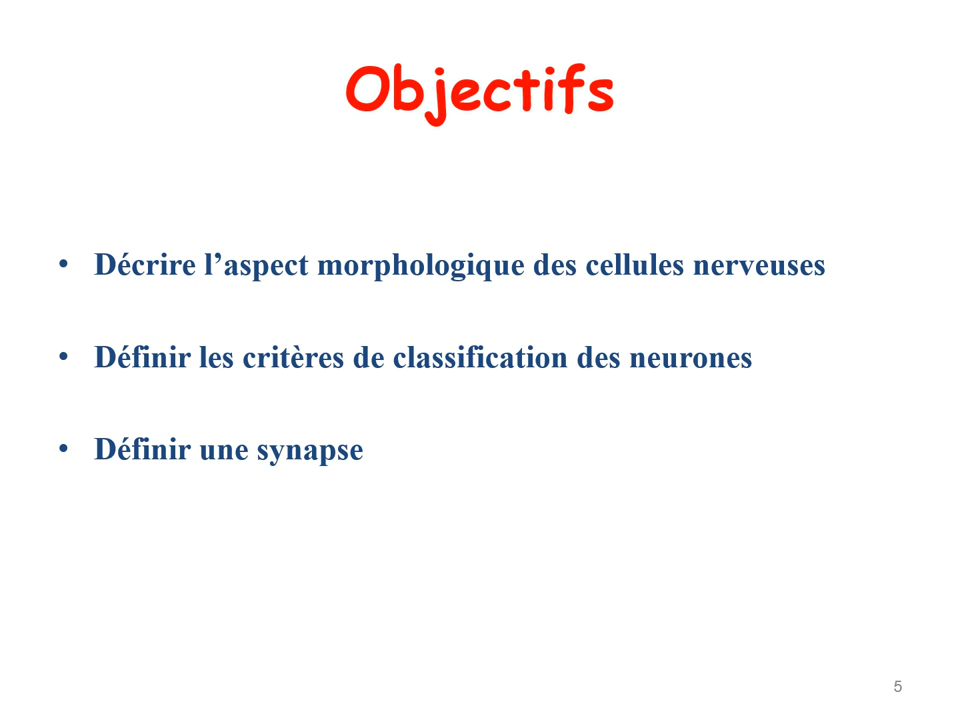 Objectifs
• Décrire l’aspect morphologique des cellules nerveuses
• Définir les critères de classification des neurones
• Définir une synapse
5